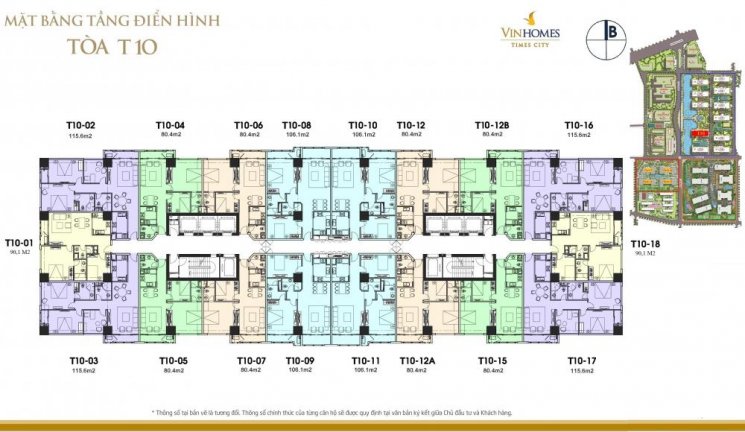 MẶT BẰNG TẦNG ĐIỂN HÌNH
TÒA T10
VINHOMES
TIMES CITY
B
T10-02
115.6m2
T10-04
80.4m2
T10-06
80.4m2
T10-08
106.1m2
T10-10
106.1m2
T10-12
80.4m2
T10-12B
80.4m2
T10-16
115.6m2
T10-01
90,1 M2
T10-18
90,1 M2
T10-03
115.6m2
T10-05
80.4m2
T10-07
80.4m2
T10-09
106.1m2
T10-11
106.1m2
T10-12A
80.4m2
T10-15
80.4m2
T10-17
115.6m2
* Thông số tại bản vẽ là tương đối. Thông số chính thức của từng căn hộ sẽ được quy định tại văn bản ký kết giữa Chủ đầu tư và Khách hàng.